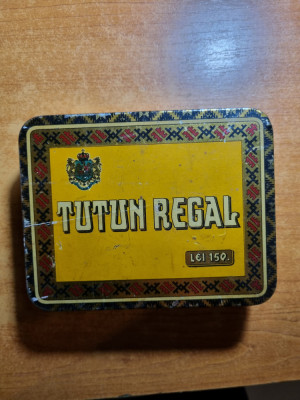 TUTUN REGAL
LEI 150.